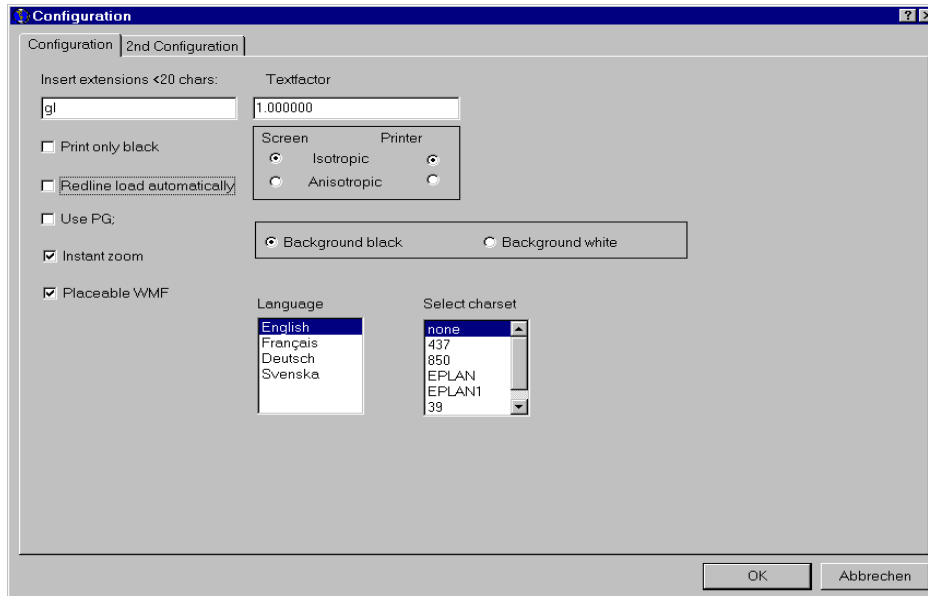 Configuration
Configuration
2nd Configuration
Insert extensions <20 chars:
Textfactor
gl
1.000000
Print only black
Screen
Printer
Isotropic
Anisotropic
Redline load automatically
Use PG;
Background black
Background white
Instant zoom
Placeable WMF
Language
Select charset
English
Français
Deutsch
Svenska
none
437
850
EPLAN
EPLAN1
39
OK
Abbrechen